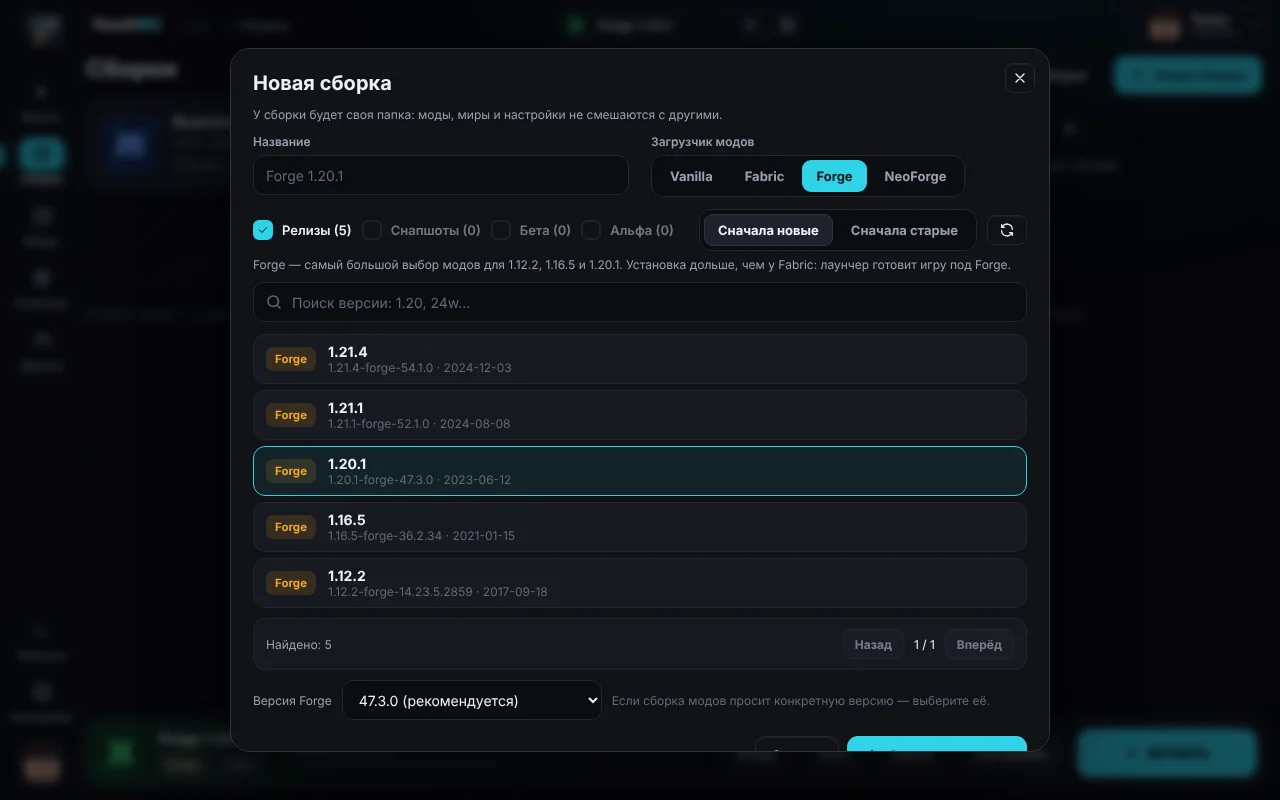 Новая сборка
У сборки будет своя папка: моды, миры и настройки не смешаются с другими.
Название
Загрузчик модов
Forge 1.20.1
Vanilla Fabric Forge NeoForge
Релизы (5) Снапшоты (0) Бета (0) Альфа (0) Сначала новые Сначала старые
Forge — самый большой выбор модов для 1.12.2, 1.16.5 и 1.20.1. Установка дольше, чем у Fabric: лаунчер готовит игру под Forge.
Поиск версии: 1.20, 24w...
Forge 1.21.4
1.21.4-forge-54.1.0 · 2024-12-03
Forge 1.21.1
1.21.1-forge-52.1.0 · 2024-08-08
Forge 1.20.1
1.20.1-forge-47.3.0 · 2023-06-12
Forge 1.16.5
1.16.5-forge-36.2.34 · 2021-01-15
Forge 1.12.2
1.12.2-forge-14.23.5.2859 · 2017-09-18
Найдено: 5 Назад 1 / 1 Вперёд
Версия Forge 47.3.0 (рекомендуется) Если сборка модов просит конкретную версию — выберите её.
Сборки